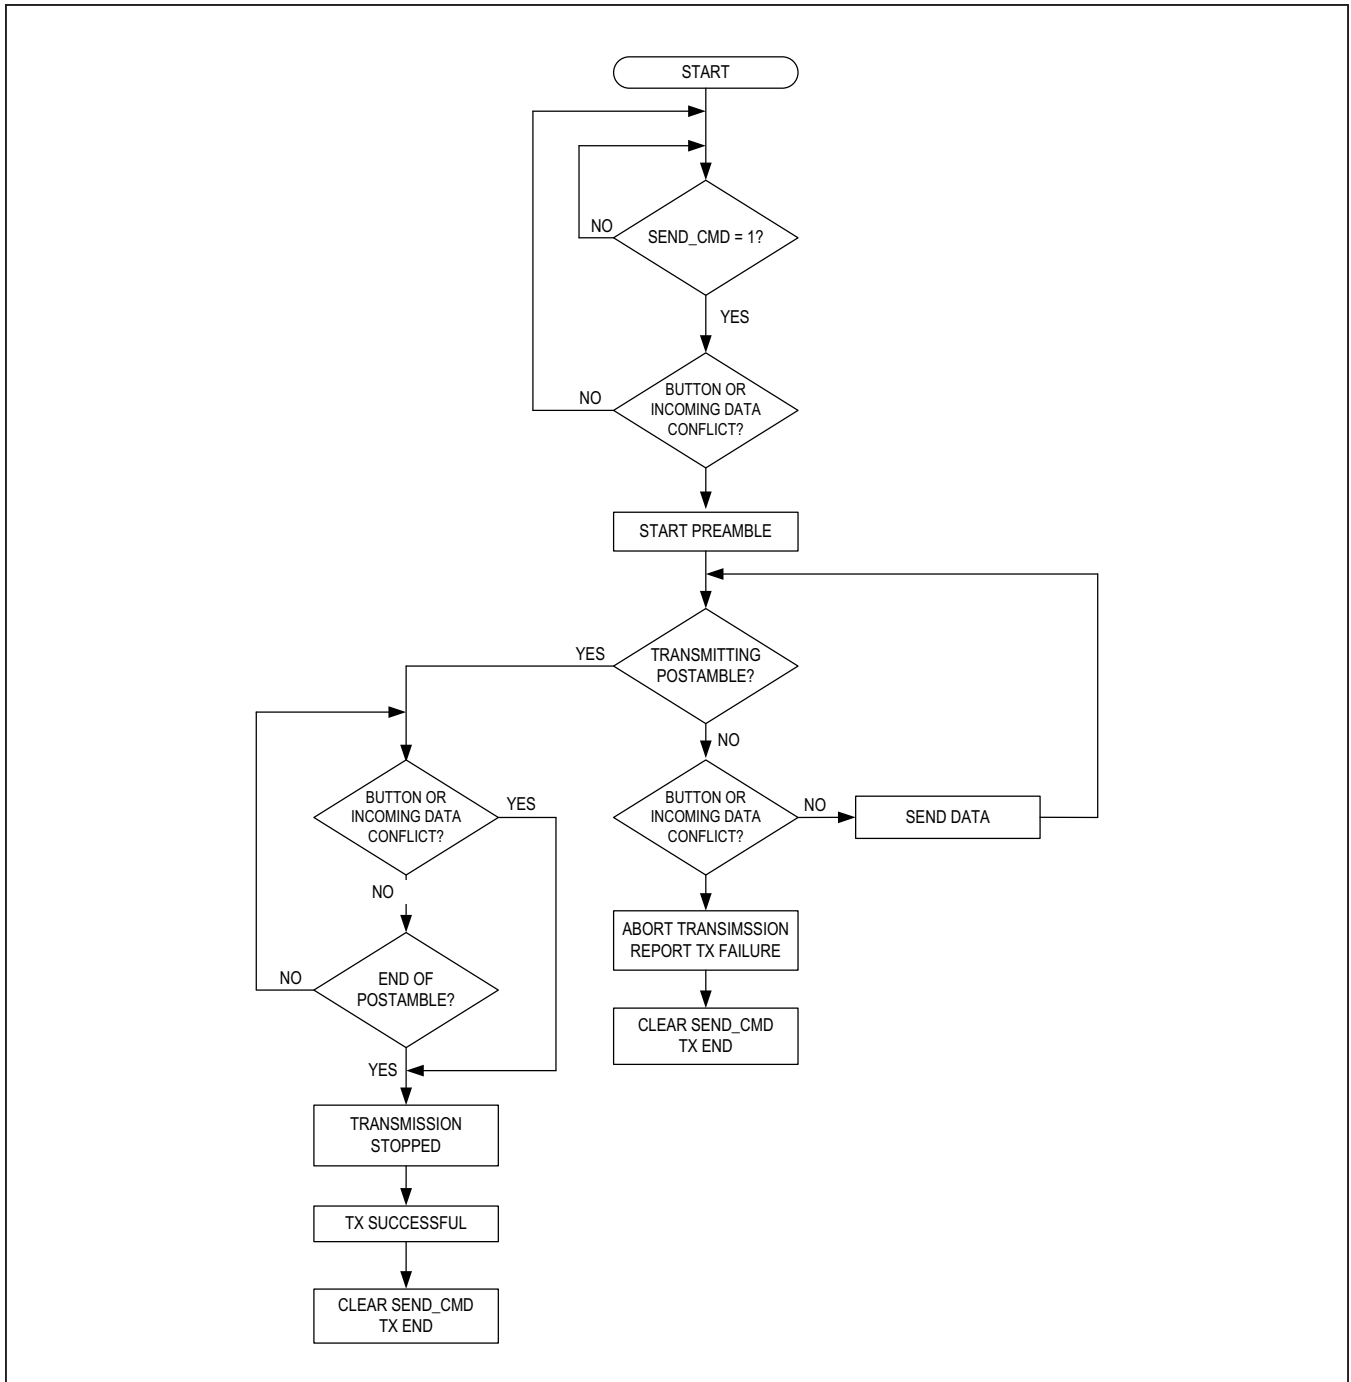 START
NO
SEND_CMD = 1?
YES
NO
BUTTON OR
INCOMING DATA
CONFLICT?
START PREAMBLE
YES
TRANSMITTING
POSTAMBLE?
NO
BUTTON OR
INCOMING DATA
CONFLICT?
YES
BUTTON OR
INCOMING DATA
CONFLICT?
NO
SEND DATA
NO
ABORT TRANSIMSSION
REPORT TX FAILURE
NO
END OF
POSTAMBLE?
CLEAR SEND_CMD
TX END
YES
TRANSMISSION
STOPPED
TX SUCCESSFUL
CLEAR SEND_CMD
TX END